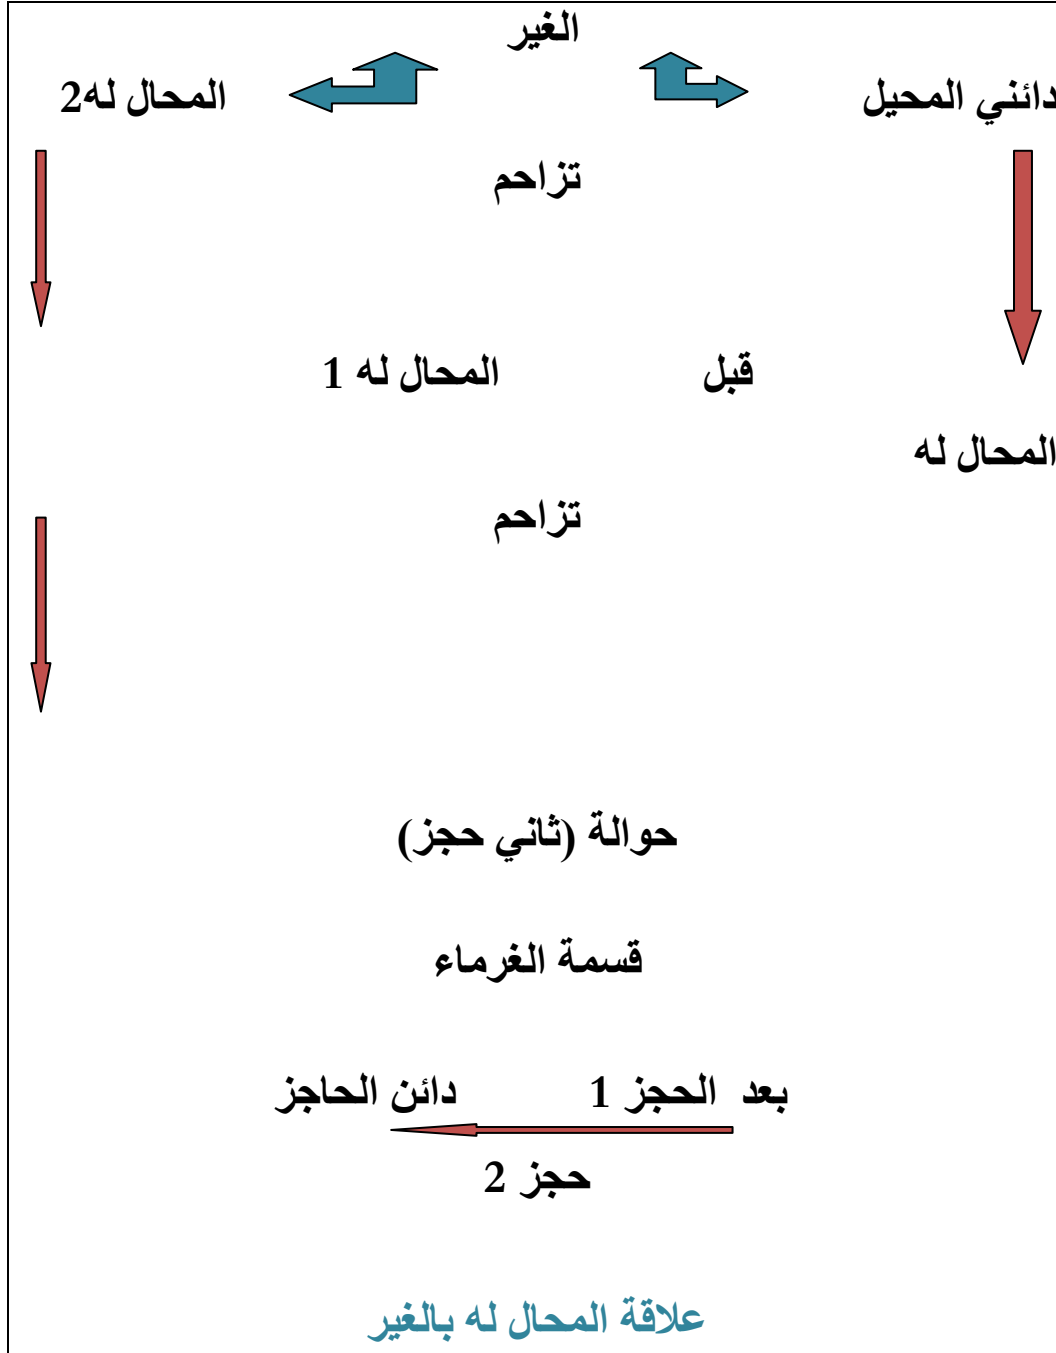 الغير
دائني المحيل المحال له2
تزاحم
قبل المحال له 1
المحال له
تزاحم
حوالة (ثاني حجز)
قسمة الغرماء
بعد الحجز 1 دائن الحاجز
حجز 2
علاقة المحال له بالغير